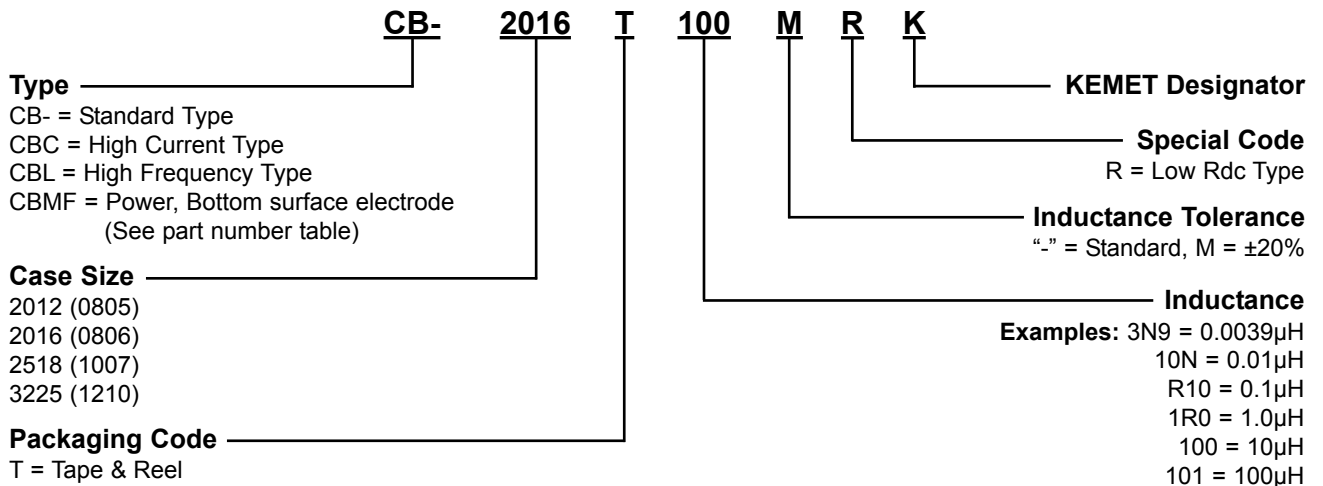 CB- 2016 T 100 M R K
Type
CB- = Standard Type
CBC = High Current Type
CBL = High Frequency Type
CBMF = Power, Bottom surface electrode
(See part number table)
Case Size
2012 (0805)
2016 (0806)
2518 (1007)
3225 (1210)
Packaging Code
T = Tape & Reel
KEMET Designator
Special Code
R = Low Rdc Type
Inductance Tolerance
“-” = Standard, M = ±20%
Inductance
Examples: 3N9 = 0.0039µH
10N = 0.01µH
R10 = 0.1µH
1R0 = 1.0µH
100 = 10µH
101 = 100µH